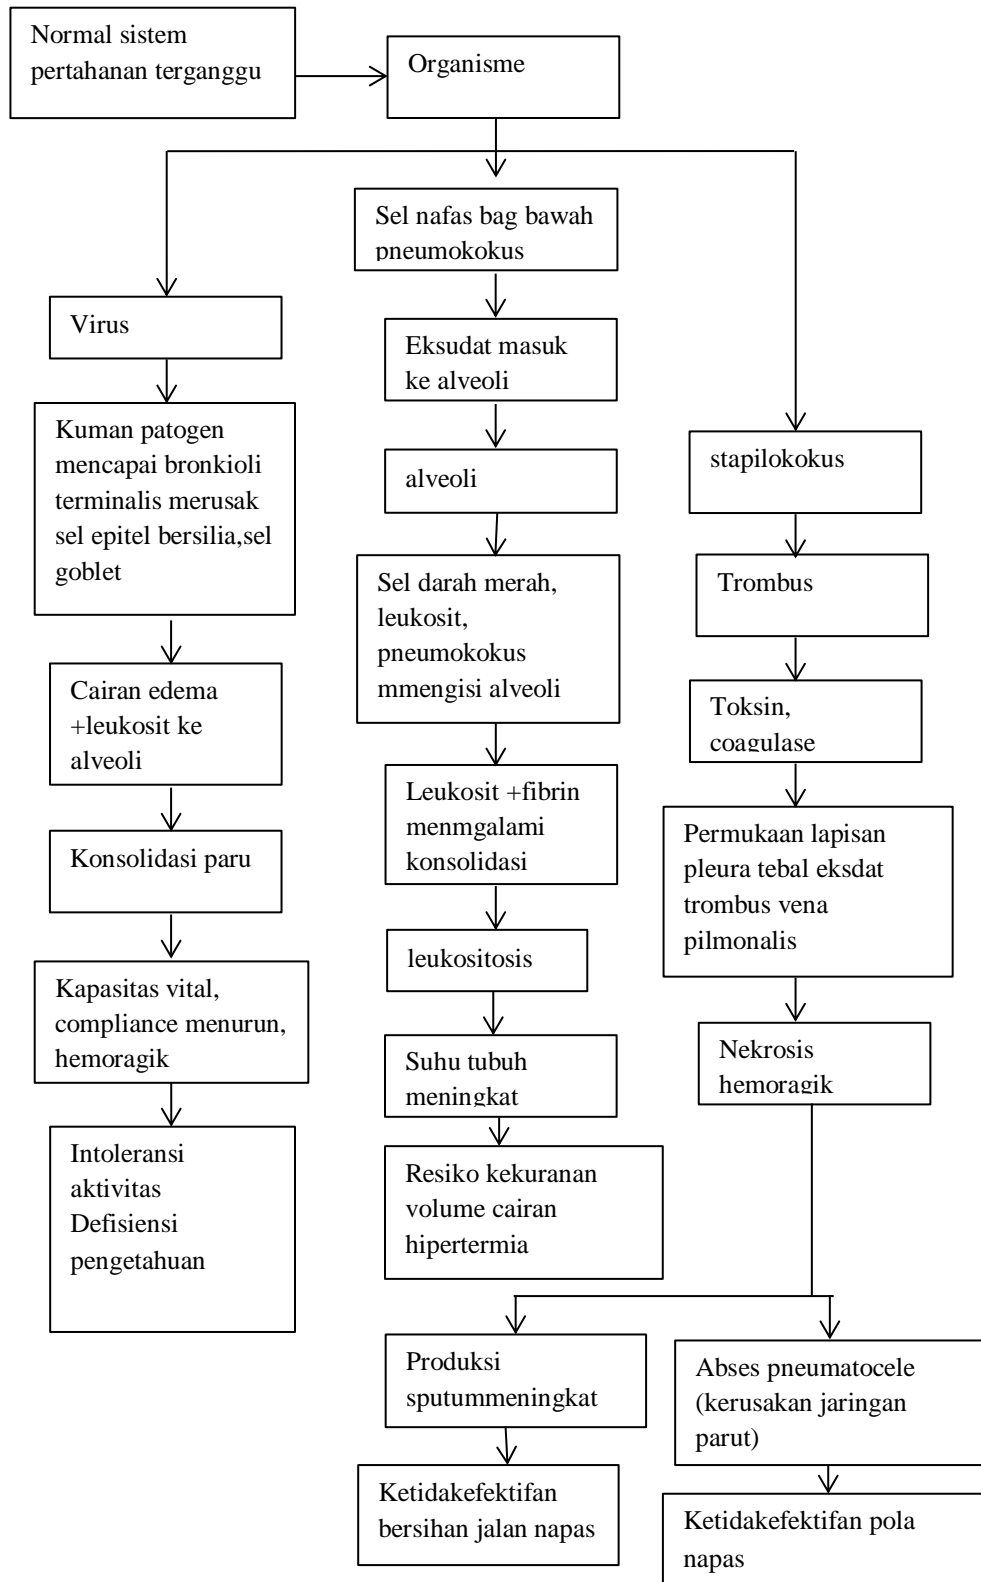 Normal sistem
pertahanan terganggu
Organisme
Sel nafas bag bawah
pneumokokus
Virus
Eksudat masuk
ke alveoli
Kuman patogen
mencapai bronkioli
terminalis merusak
sel epitel bersilia,sel
goblet
alveoli
stapilokokus
Sel darah merah,
leukosit,
pneumokokus
mmengisi alveoli
Trombus
Cairan edema
+leukosit ke
alveoli
Toksin,
coagulase
Leukosit +fibrin
menmgalami
konsolidasi
Konsolidasi paru
Permukaan lapisan
pleura tebal eksdat
trombus vena
pilmonalis
leukositosis
Kapasitas vital,
compliance menurun,
hemoragik
Suhu tubuh
meningkat
Nekrosis
hemoragik
Intoleransi
aktivitas
Defisiensi
pengetahuan
Resiko kekuranan
volume cairan
hipertermia
Produksi
sputummeningkat
Abses pneumatocele
(kerusakan jaringan
parut)
Ketidakefektifan
bersihan jalan napas
Ketidakefektifan pola
napas